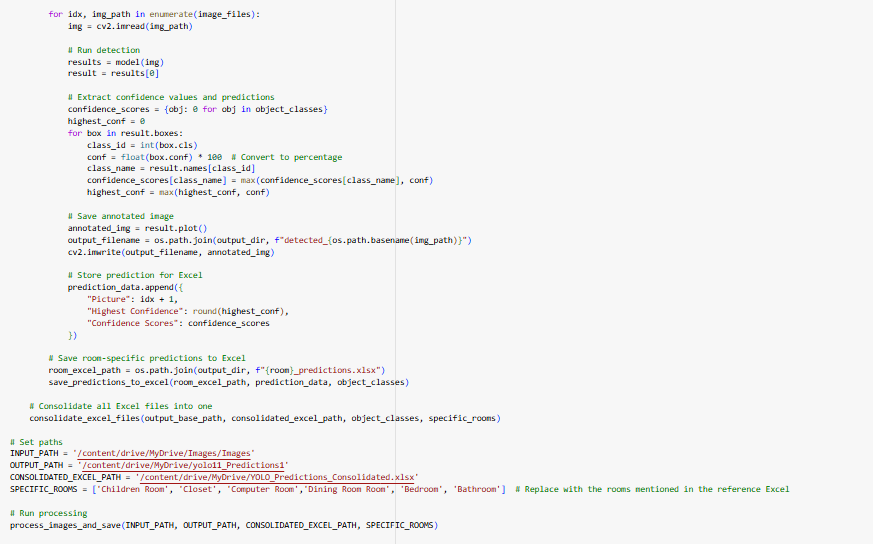 for idx, img_path in enumerate(image_files):
img = cv2.imread(img_path)
# Run detection
results = model(img)
result = results[0]
# Extract confidence values and predictions
confidence_scores = {obj: 0 for obj in object_classes}
highest_conf = 0
for box in result.boxes:
class_id = int(box.cls)
conf = float(box.conf) * 100  # Convert to percentage
class_name = result.names[class_id]
confidence_scores[class_name] = max(confidence_scores[class_name], conf)
highest_conf = max(highest_conf, conf)
# Save annotated image
annotated_img = result.plot()
output_filename = os.path.join(output_dir, f"detected_{os.path.basename(img_path)}")
cv2.imwrite(output_filename, annotated_img)
# Store prediction for Excel
prediction_data.append({
"Picture": idx + 1,
"Highest Confidence": round(highest_conf),
"Confidence Scores": confidence_scores
})
# Save room-specific predictions to Excel
room_excel_path = os.path.join(output_dir, f"{room}_predictions.xlsx")
save_predictions_to_excel(room_excel_path, prediction_data, object_classes)
# Consolidate all Excel files into one
consolidate_excel_files(output_base_path, consolidated_excel_path, object_classes, specific_rooms)
# Set paths
INPUT_PATH = '/content/drive/MyDrive/Images/Images'
OUTPUT_PATH = '/content/drive/MyDrive/yolo11_Predictions1'
CONSOLIDATED_EXCEL_PATH = '/content/drive/MyDrive/YOLO_Predictions_Consolidated.xlsx'
SPECIFIC_ROOMS = ['Children Room', 'Closet', 'Computer Room','Dining Room Room', 'Bedroom', 'Bathroom']  # Replace with the rooms mentioned in the reference Excel
# Run processing
process_images_and_save(INPUT_PATH, OUTPUT_PATH, CONSOLIDATED_EXCEL_PATH, SPECIFIC_ROOMS)